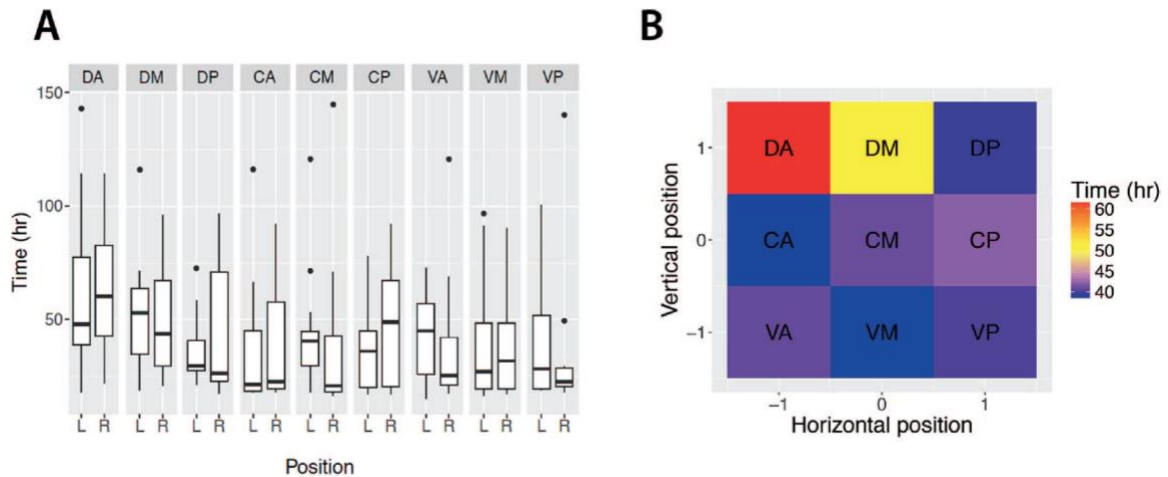 A
DA DM DP CA CM CP VA VM VP
150
100
50
Time (hr)
L R L R L R L R L R L R L R L R L R
Position
B
DA DM DP
CA CM CP
VA VM VP
1
0
−1
Vertical position
−1 0 1
Horizontal position
Time (hr)
60
55
50
45
40